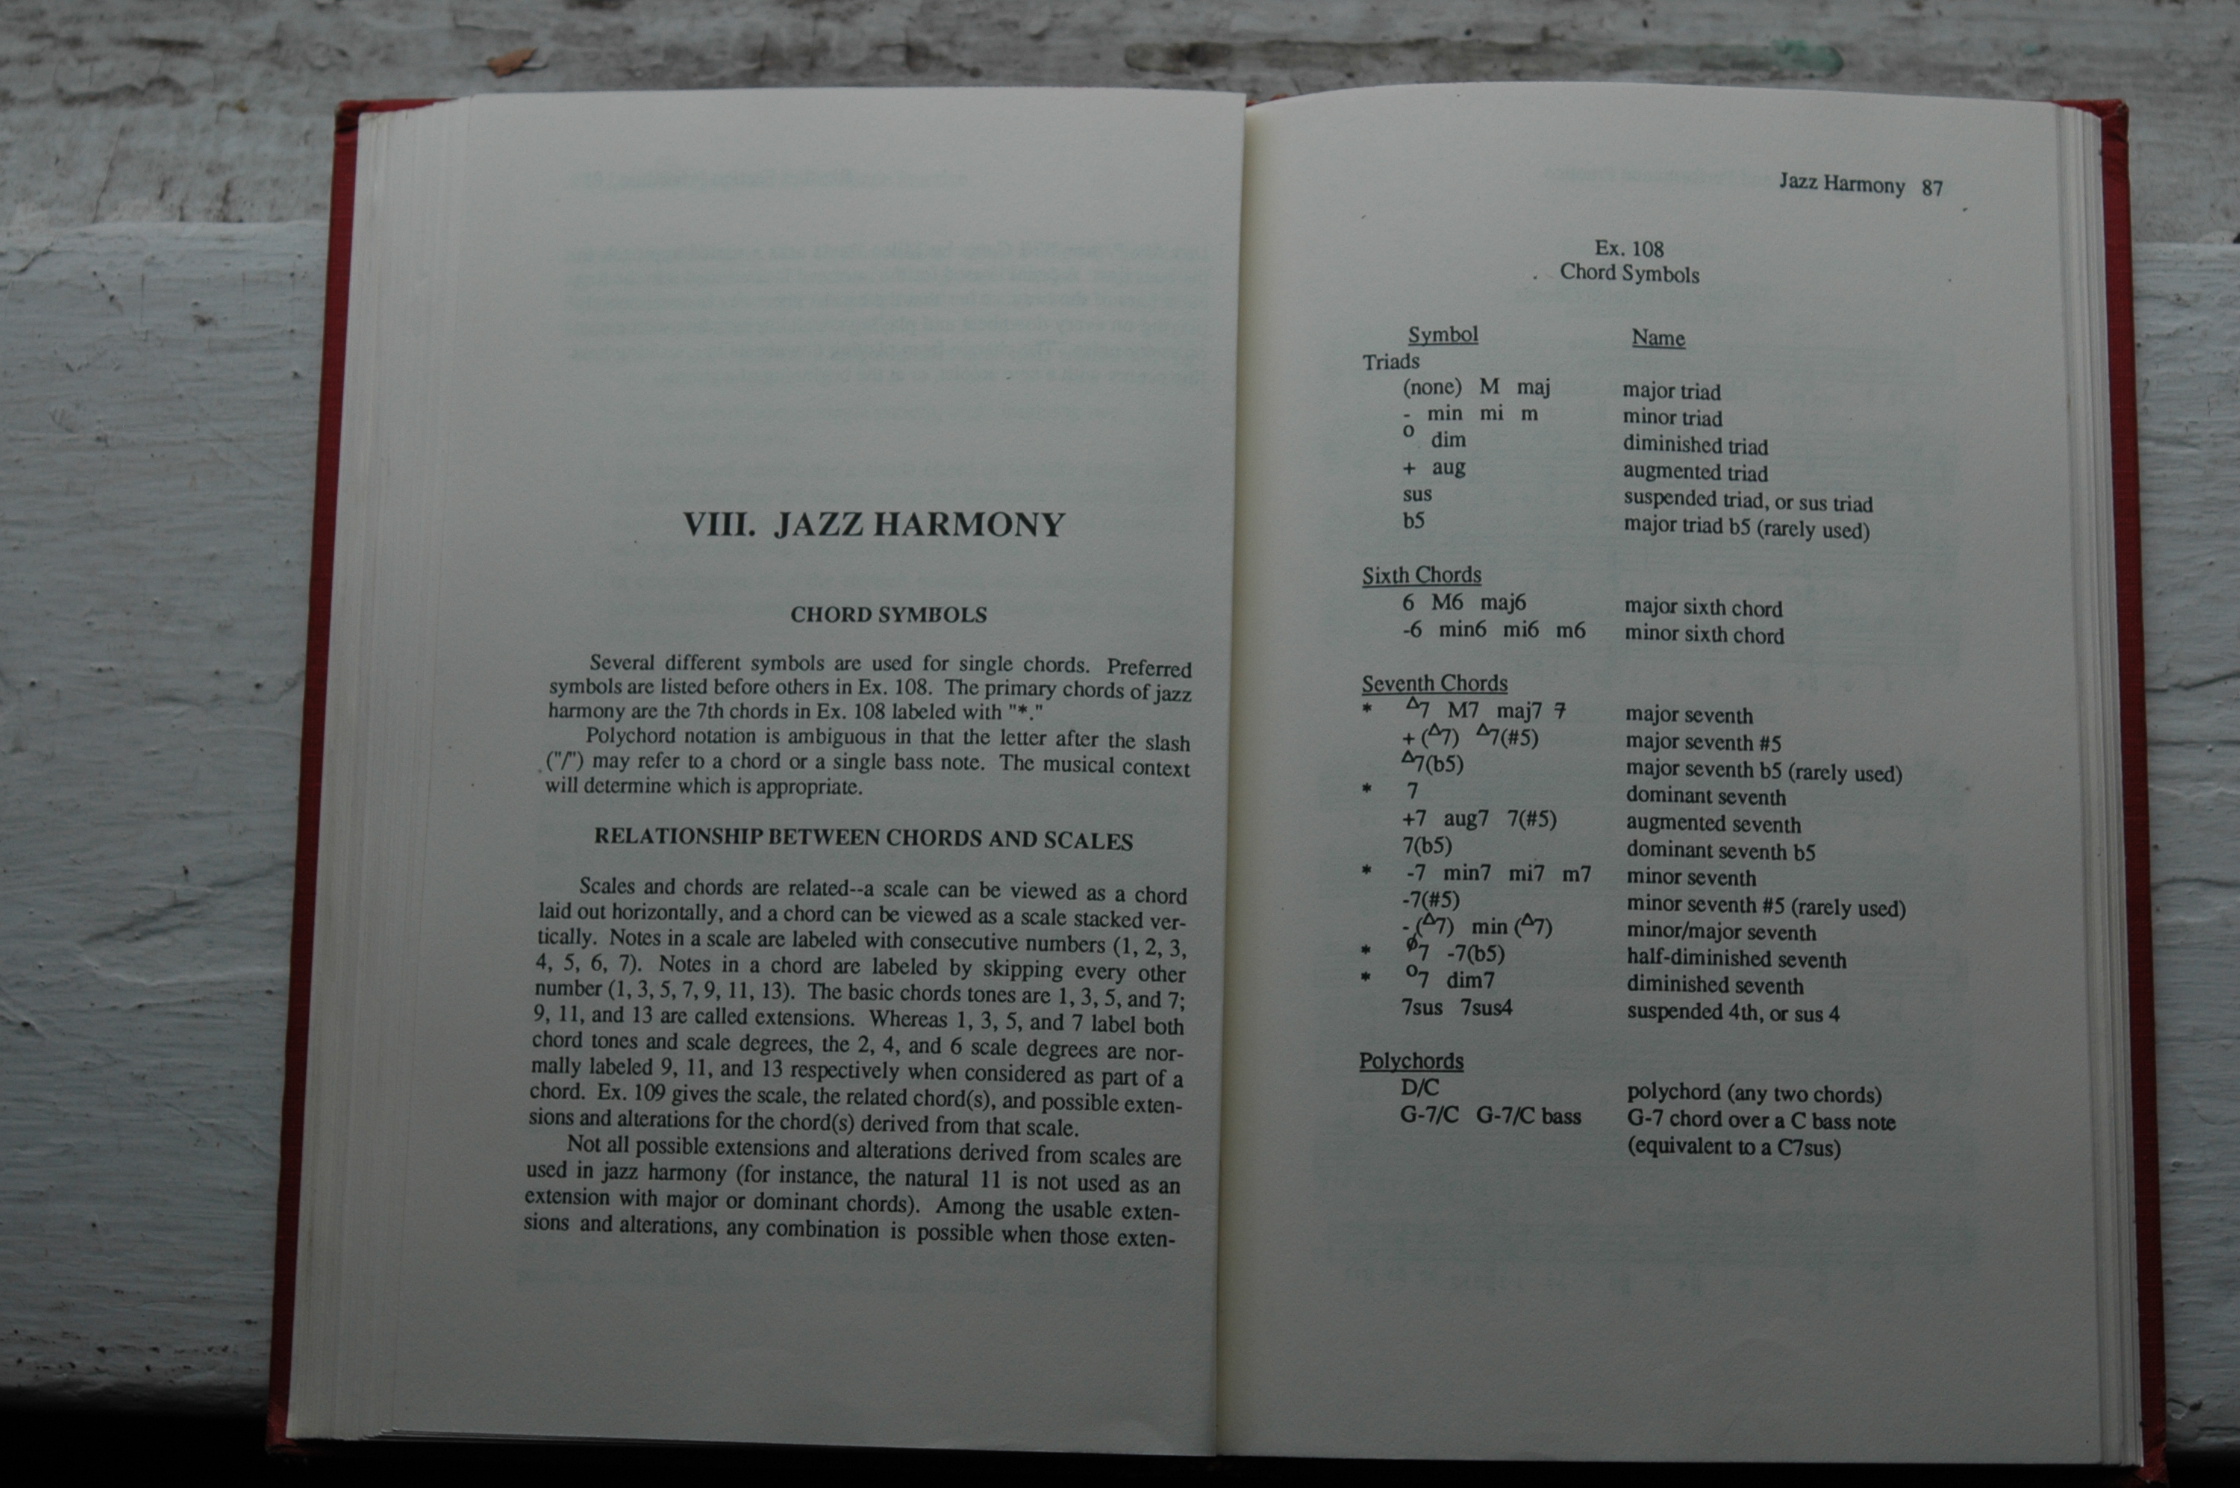 VIII. JAZZ HARMONY
CHORD SYMBOLS
Several different symbols are used for single chords. Preferred
symbols are listed before others in Ex. 108. The primary chords of jazz
harmony are the 7th chords in Ex. 108 labeled with "*."
Polychord notation is ambiguous in that the letter after the slash
("/") may refer to a chord or a single bass note. The musical context
will determine which is appropriate.
RELATIONSHIP BETWEEN CHORDS AND SCALES
Scales and chords are related--a scale can be viewed as a chord
laid out horizontally, and a chord can be viewed as a scale stacked ver-
tically. Notes in a scale are labeled with consecutive numbers (1, 2, 3,
4, 5, 6, 7). Notes in a chord are labeled by skipping every other
number (1, 3, 5, 7, 9, 11, 13). The basic chords tones are 1, 3, 5, and 7;
9, 11, and 13 are called extensions. Whereas 1, 3, 5, and 7 label both
chord tones and scale degrees, the 2, 4, and 6 scale degrees are nor-
mally labeled 9, 11, and 13 respectively when considered as part of a
chord. Ex. 109 gives the scale, the related chord(s), and possible exten-
sions and alterations for the chord(s) derived from that scale.
Not all possible extensions and alterations derived from scales are
used in jazz harmony (for instance, the natural 11 is not used as an
extension with major or dominant chords). Among the usable exten-
sions and alterations, any combination is possible when those exten-
Jazz Harmony 87
Ex. 108
Chord Symbols
Symbol Name
Triads
(none) M maj major triad
- min mi m minor triad
o dim diminished triad
+ aug augmented triad
sus suspended triad, or sus triad
b5 major triad b5 (rarely used)
Sixth Chords
6 M6 maj6 major sixth chord
-6 min6 mi6 m6 minor sixth chord
Seventh Chords
* Δ7 M7 maj7 7̶ major seventh
+(Δ7) Δ7(#5) major seventh #5
Δ7(b5) major seventh b5 (rarely used)
* 7 dominant seventh
+7 aug7 7(#5) augmented seventh
7(b5) dominant seventh b5
* -7 min7 mi7 m7 minor seventh
-7(#5) minor seventh #5 (rarely used)
-(Δ7) min (Δ7) minor/major seventh
* ø7 -7(b5) half-diminished seventh
* o7 dim7 diminished seventh
7sus 7sus4 suspended 4th, or sus 4
Polychords
D/C polychord (any two chords)
G-7/C G-7/C bass G-7 chord over a C bass note
(equivalent to a C7sus)